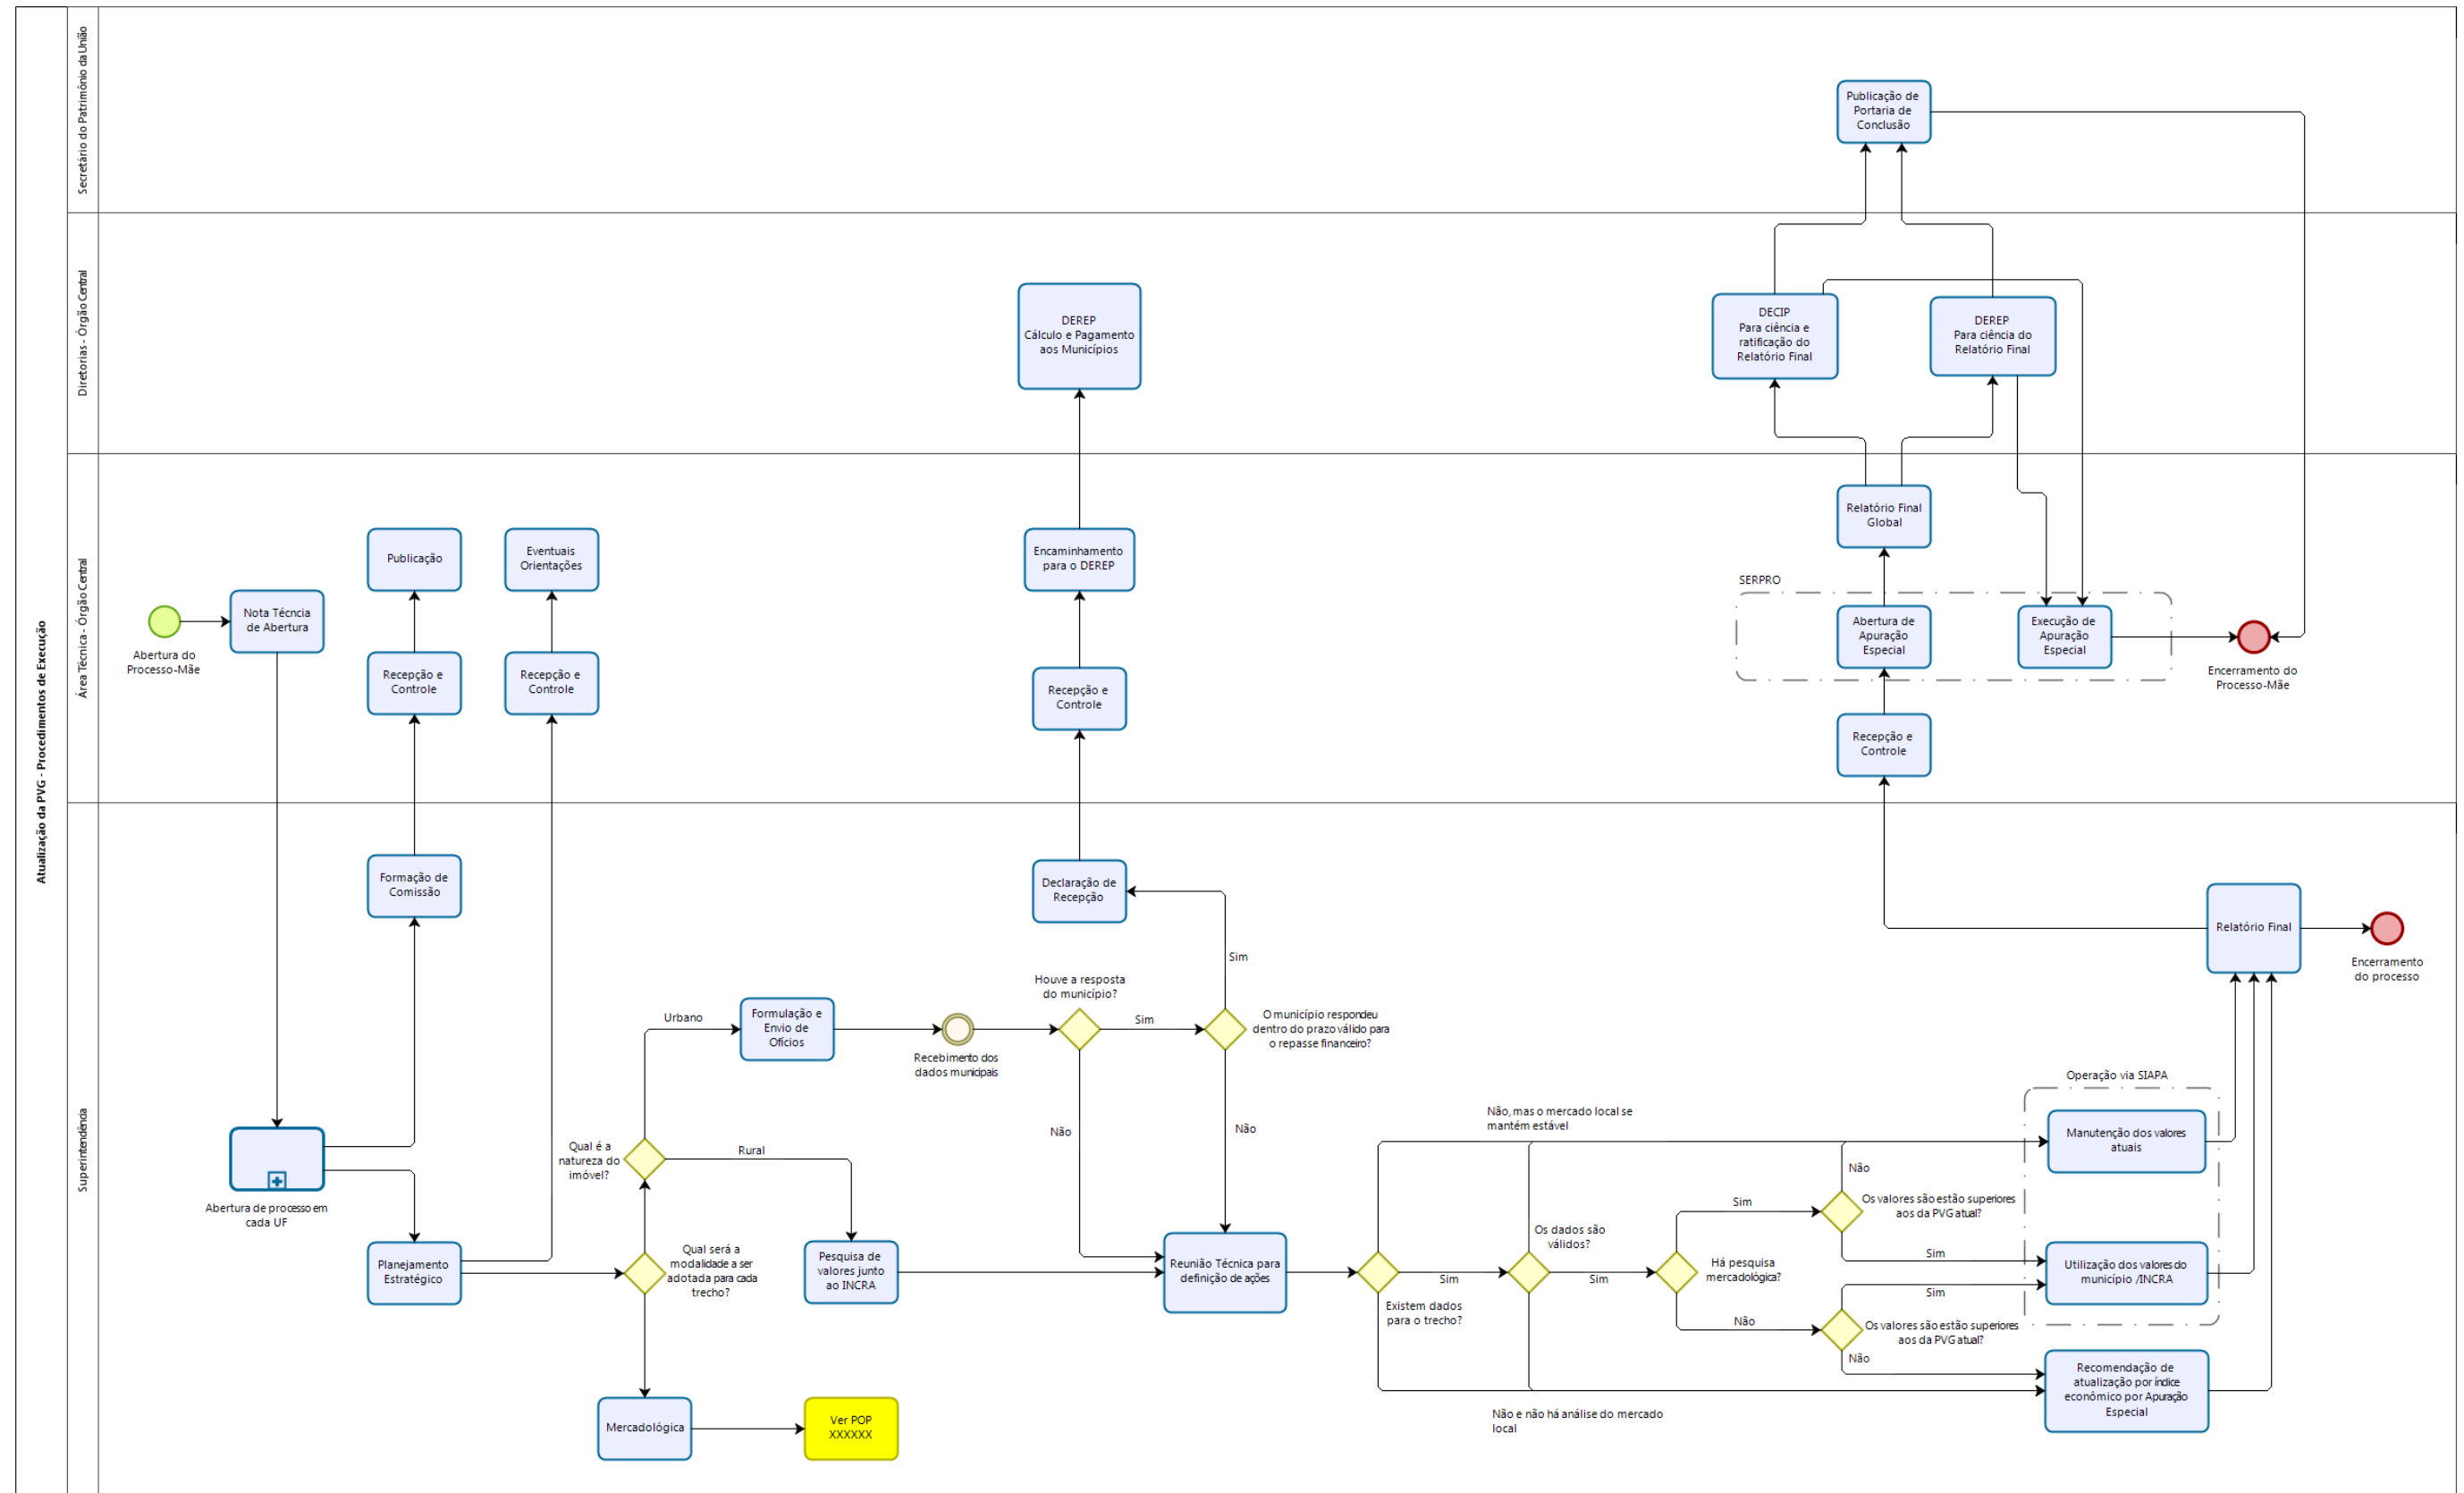 Atualização da PVG - Procedimentos de Execução
Secretário do Patrimônio da União
Publicação de
Portaria de
Conclusão
Diretorias - Órgão Central
DEREP
Cálculo e Pagamento
aos Municípios
DECIP
Para ciência e
ratificação do
Relatório Final
DEREP
Para ciência do
Relatório Final
Área Técnica - Órgão Central
Abertura do
Processo-Mãe
Nota Técncia
de Abertura
Publicação
Recepção e
Controle
Eventuais
Orientações
Recepção e
Controle
Encaminhamento
para o DEREP
Recepção e
Controle
Relatório Final
Global
SERPRO
Abertura de
Apuração
Especial
Execução de
Apuração
Especial
Encerramento do
Processo-Mãe
Recepção e
Controle
Superintendência
Formação de
Comissão
Abertura de processo em
cada UF
Planejamento
Estratégico
Qual é a
natureza do
imóvel?
Urbano
Rural
Qual será a
modalidade a ser
adotada para cada
trecho?
Mercadológica
Ver POP
XXXXXX
Formulação e
Envio de
Ofícios
Pesquisa de
valores junto
ao INCRA
Recebimento dos
dados municipais
Houve a resposta
do município?
Sim
Não
Declaração de
Recepção
Sim
O município respondeu
dentro do prazo válido para
o repasse financeiro?
Não
Reunião Técnica para
definição de ações
Não, mas o mercado local se
mantém estável
Existem dados
para o trecho?
Sim
Os dados são
válidos?
Sim
Não e não há análise do mercado
local
Há pesquisa
mercadológica?
Sim
Não
Não
Os valores são estão superiores
aos da PVG atual?
Sim
Sim
Os valores são estão superiores
aos da PVG atual?
Não
Operação via SIAPA
Manutenção dos valores
atuais
Utilização dos valores do
município /INCRA
Recomendação de
atualização por índice
econômico por Apuração
Especial
Relatório Final
Encerramento
do processo